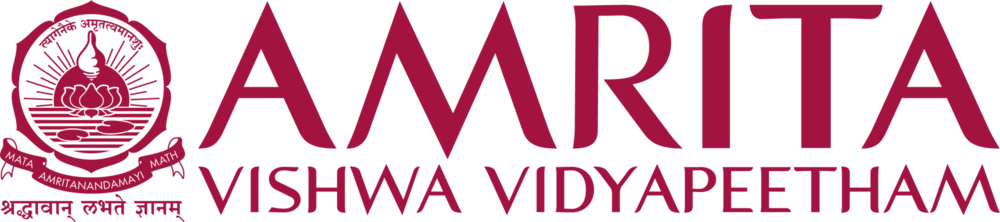 त्यागेनैके अमृतत्वमानशुः
MATA AMRITANANDAMAYI MATH
श्रद्धावान् लभते ज्ञानम्
AMRITA
VISHWA VIDYAPEETHAM